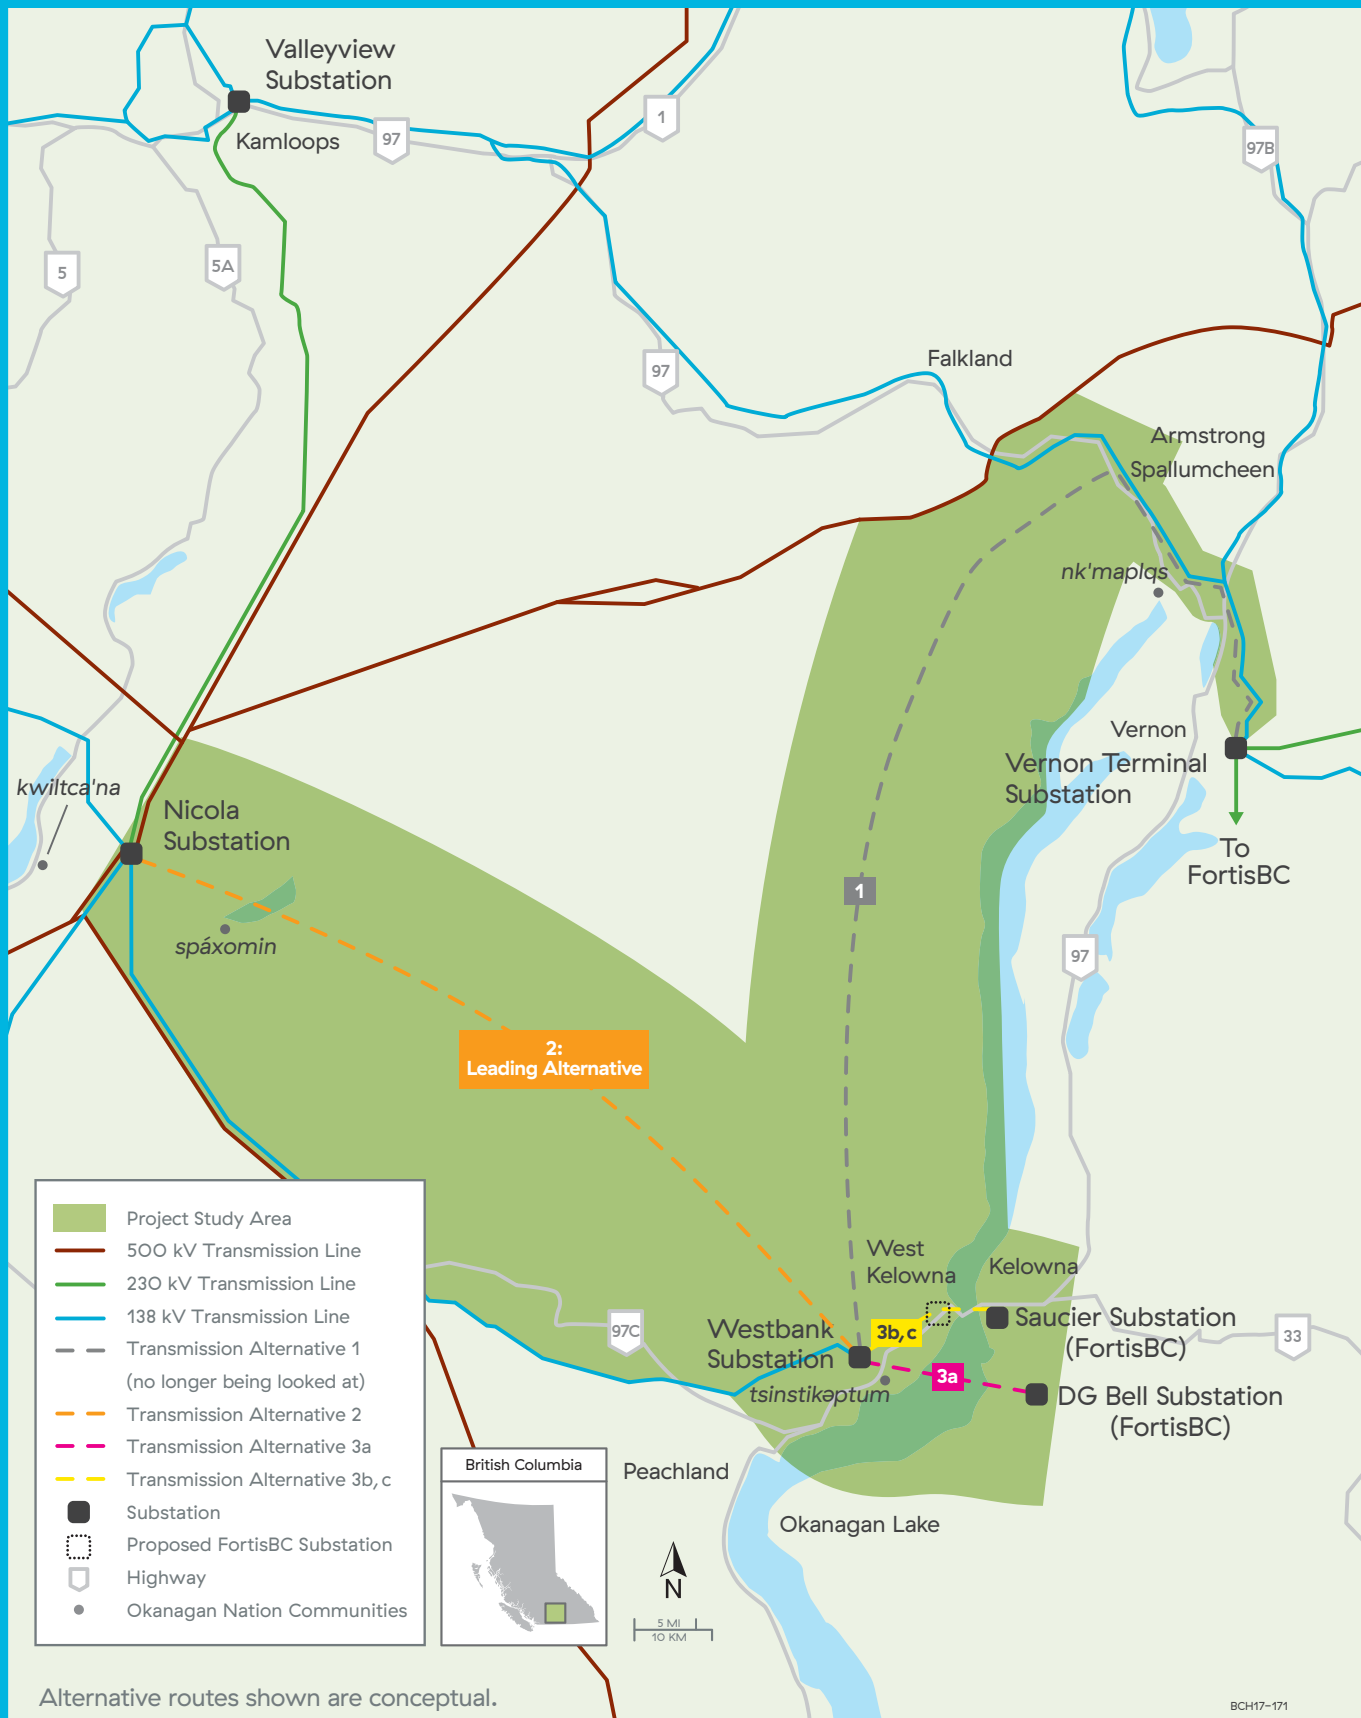 Valleyview
Substation
Kamloops
97
1
97B
5
5A
97
Falkland
Armstrong
Spallumcheen
nk'maplqs
kwiltca'na
Nicola
Substation
spáxomin
Vernon
Vernon Terminal
Substation
To
FortisBC
1
97
2:
Leading Alternative
West
Kelowna
Kelowna
97C
Westbank
Substation
3b,c
Saucier Substation
(FortisBC)
33
3a
tsinstikəptum
DG Bell Substation
(FortisBC)
Peachland
Okanagan Lake
Project Study Area
500 kV Transmission Line
230 kV Transmission Line
138 kV Transmission Line
Transmission Alternative 1
(no longer being looked at)
Transmission Alternative 2
Transmission Alternative 3a
Transmission Alternative 3b,c
Substation
Proposed FortisBC Substation
Highway
Okanagan Nation Communities
British Columbia
N
5 MI
10 KM
Alternative routes shown are conceptual.
BCH17-171